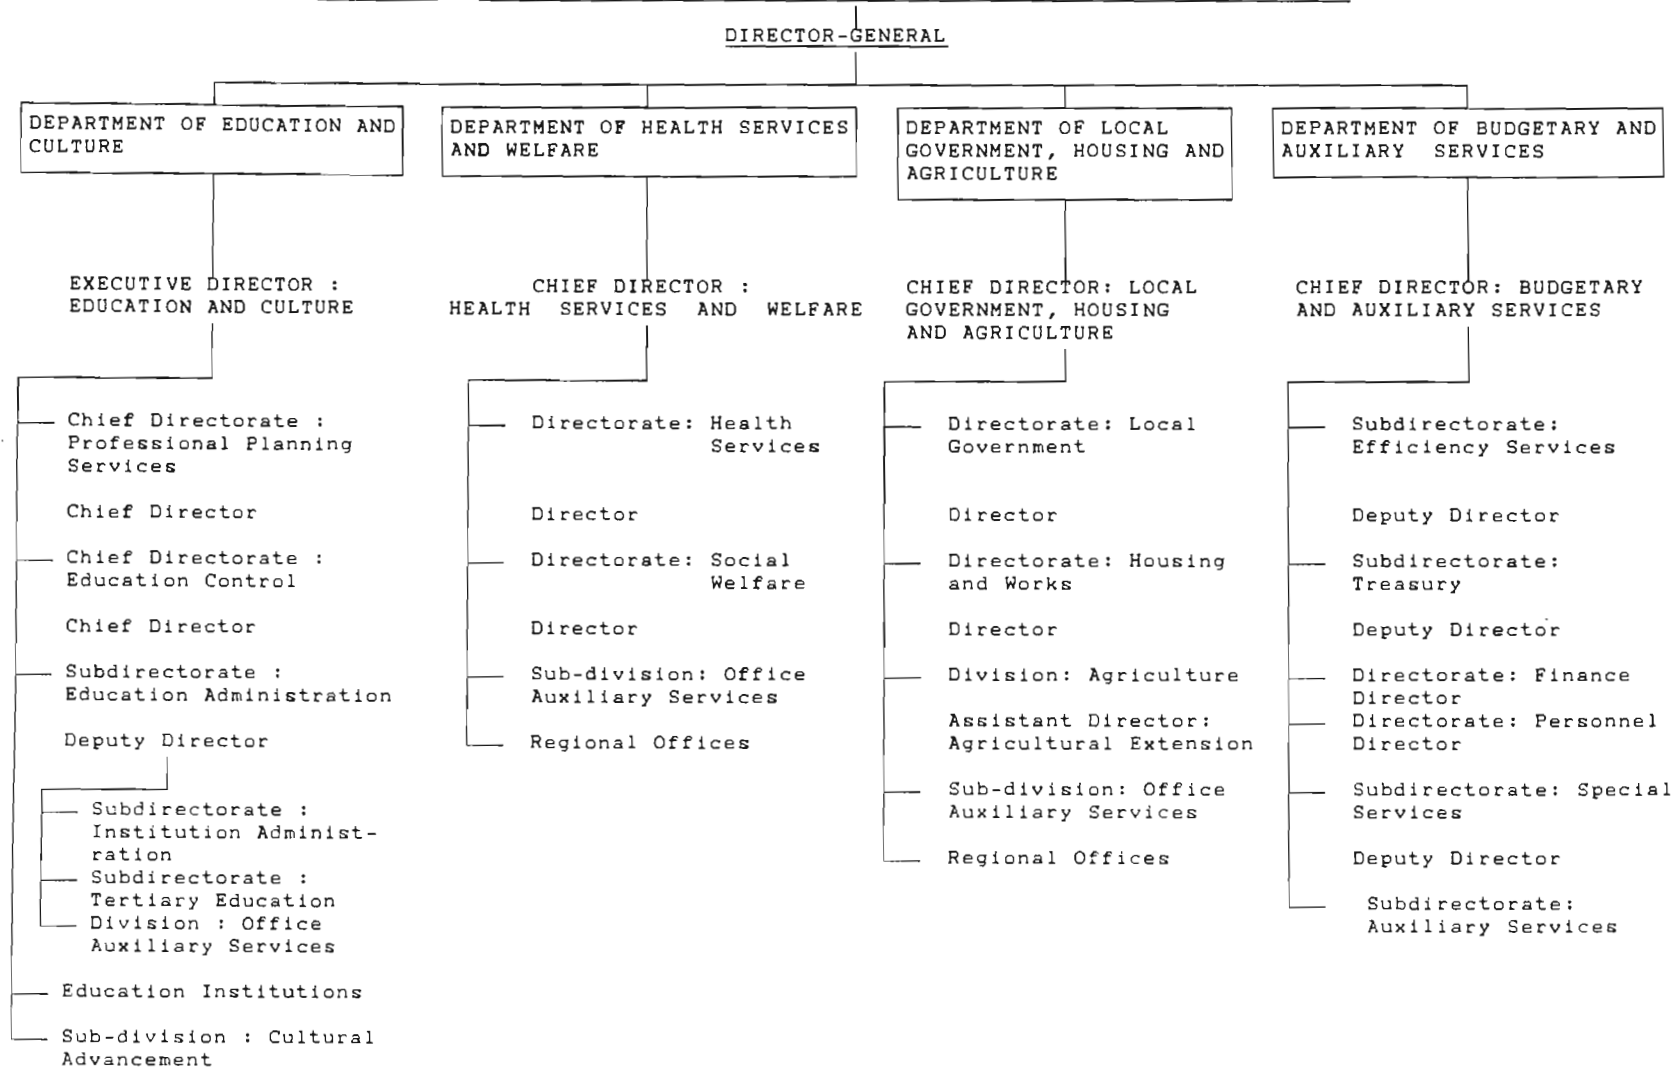 DIRECTOR-GENERAL
DEPARTMENT OF EDUCATION AND
CULTURE
EXECUTIVE DIRECTOR :
EDUCATION AND CULTURE
Chief Directorate :
Professional Planning
Services
Chief Director
Chief Directorate :
Education Control
Chief Director
Subdirectorate :
Education Administration
Deputy Director
Subdirectorate :
Institution Administ-
ration
Subdirectorate :
Tertiary Education
Division : Office
Auxiliary Services
Education Institutions
Sub-division : Cultural
Advancement
DEPARTMENT OF HEALTH SERVICES
AND WELFARE
CHIEF DIRECTOR :
HEALTH SERVICES AND WELFARE
Directorate: Health
Services
Director
Directorate: Social
Welfare
Director
Sub-division: Office
Auxiliary Services
Regional Offices
DEPARTMENT OF LOCAL
GOVERNMENT, HOUSING AND
AGRICULTURE
CHIEF DIRECTOR: LOCAL
GOVERNMENT, HOUSING
AND AGRICULTURE
Directorate: Local
Government
Director
Directorate: Housing
and Works
Director
Division: Agriculture
Assistant Director:
Agricultural Extension
Sub-division: Office
Auxiliary Services
Regional Offices
DEPARTMENT OF BUDGETARY AND
AUXILIARY SERVICES
CHIEF DIRECTOR: BUDGETARY
AND AUXILIARY SERVICES
Subdirectorate:
Efficiency Services
Deputy Director
Subdirectorate:
Treasury
Deputy Director
Directorate: Finance
Director
Directorate: Personnel
Director
Subdirectorate: Special
Services
Deputy Director
Subdirectorate:
Auxiliary Services